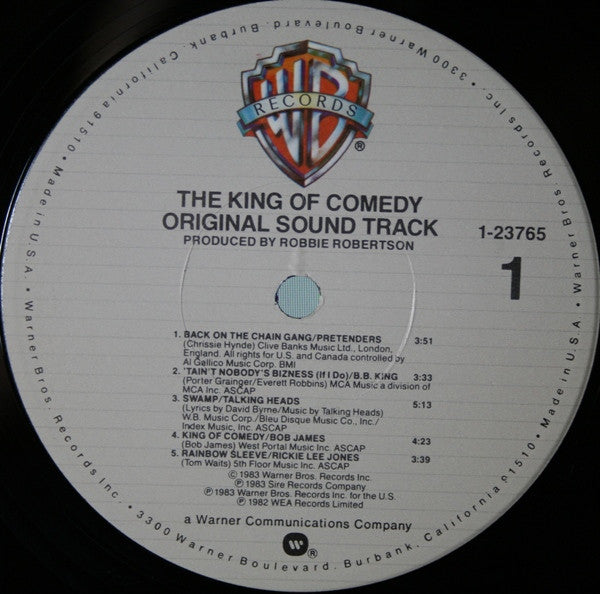 WB
RECORDS
®
THE KING OF COMEDY
ORIGINAL SOUND TRACK
PRODUCED BY ROBBIE ROBERTSON
1-23765
1
1. BACK ON THE CHAIN GANG/PRETENDERS 3:51
(Chrissie Hynde) Clive Banks Music Ltd., London,
England. All rights for U.S. and Canada controlled by
Al Gallico Music Corp. BMI
2. 'TAIN'T NOBODY'S BIZNESS (If I Do)/B.B. KING 3:33
(Porter Grainger/Everett Robbins) MCA Music a division of
MCA Inc. ASCAP
3. SWAMP/TALKING HEADS 5:13
(Lyrics by David Byrne/Music by Talking Heads)
W.B. Music Corp./Bleu Disque Music Co., Inc./
Index Music, Inc. ASCAP
4. KING OF COMEDY/BOB JAMES 4:23
(Bob James) West Portal Music Inc. ASCAP
5. RAINBOW SLEEVE/RICKIE LEE JONES 3:39
(Tom Waits) 5th Floor Music Inc. ASCAP
© 1983 Warner Bros. Records Inc.
℗ 1983 Sire Records Company
℗ 1983 Warner Bros. Records Inc. for the U.S.
℗ 1982 WEA Records Limited
a Warner Communications Company
W ®
Warner Bros. Records Inc. • 3300 Warner Boulevard, Burbank, California 91510 • Made in U.S.A. • Warner Bros. Records Inc. • 3300 Warner Boulevard, Burbank, California 91510 • Made in U.S.A. •